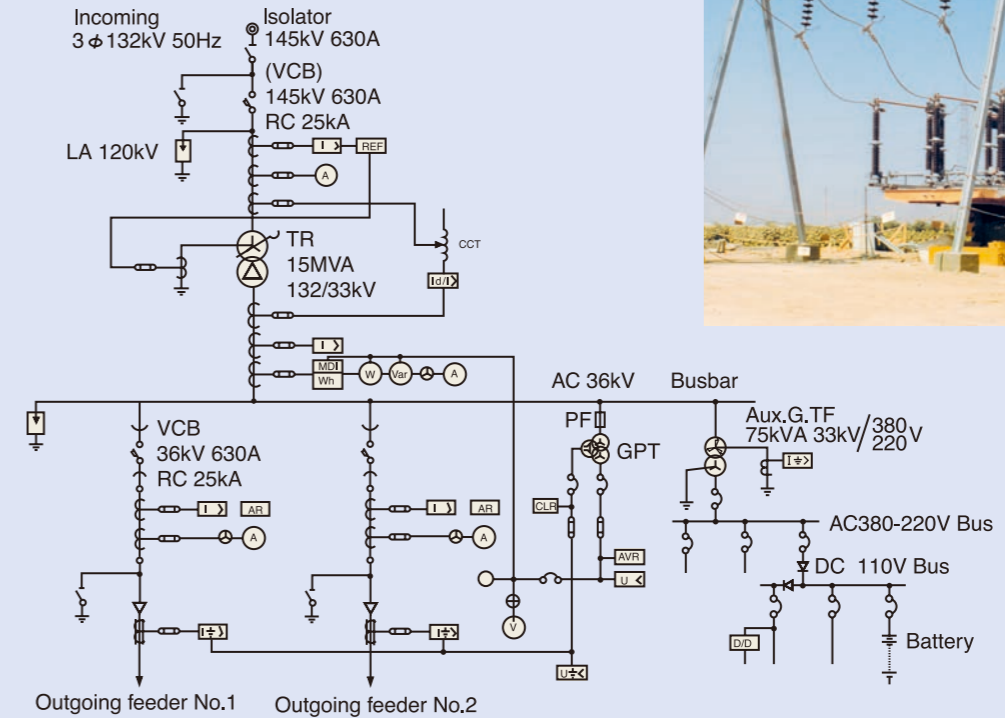 Incoming
3φ132kV 50Hz
Isolator
145kV 630A
(VCB)
145kV 630A
RC 25kA
LA 120kV
I >
REF
A
CCT
TR
15MVA
132/33kV
Id/I>
I >
MDI
Wh
W
Var
A
AC 36kV
Busbar
VCB
36kV 630A
RC 25kA
PF
GPT
Aux.G.TF
75kVA 33kV/380
220V
I⏚>
CLR
I >
AR
A
I >
AR
A
AC380-220V Bus
AVR
U <
DC 110V Bus
V
I⏚>
I⏚>
D/D
Battery
U⏚<
Outgoing feeder No.1
Outgoing feeder No.2